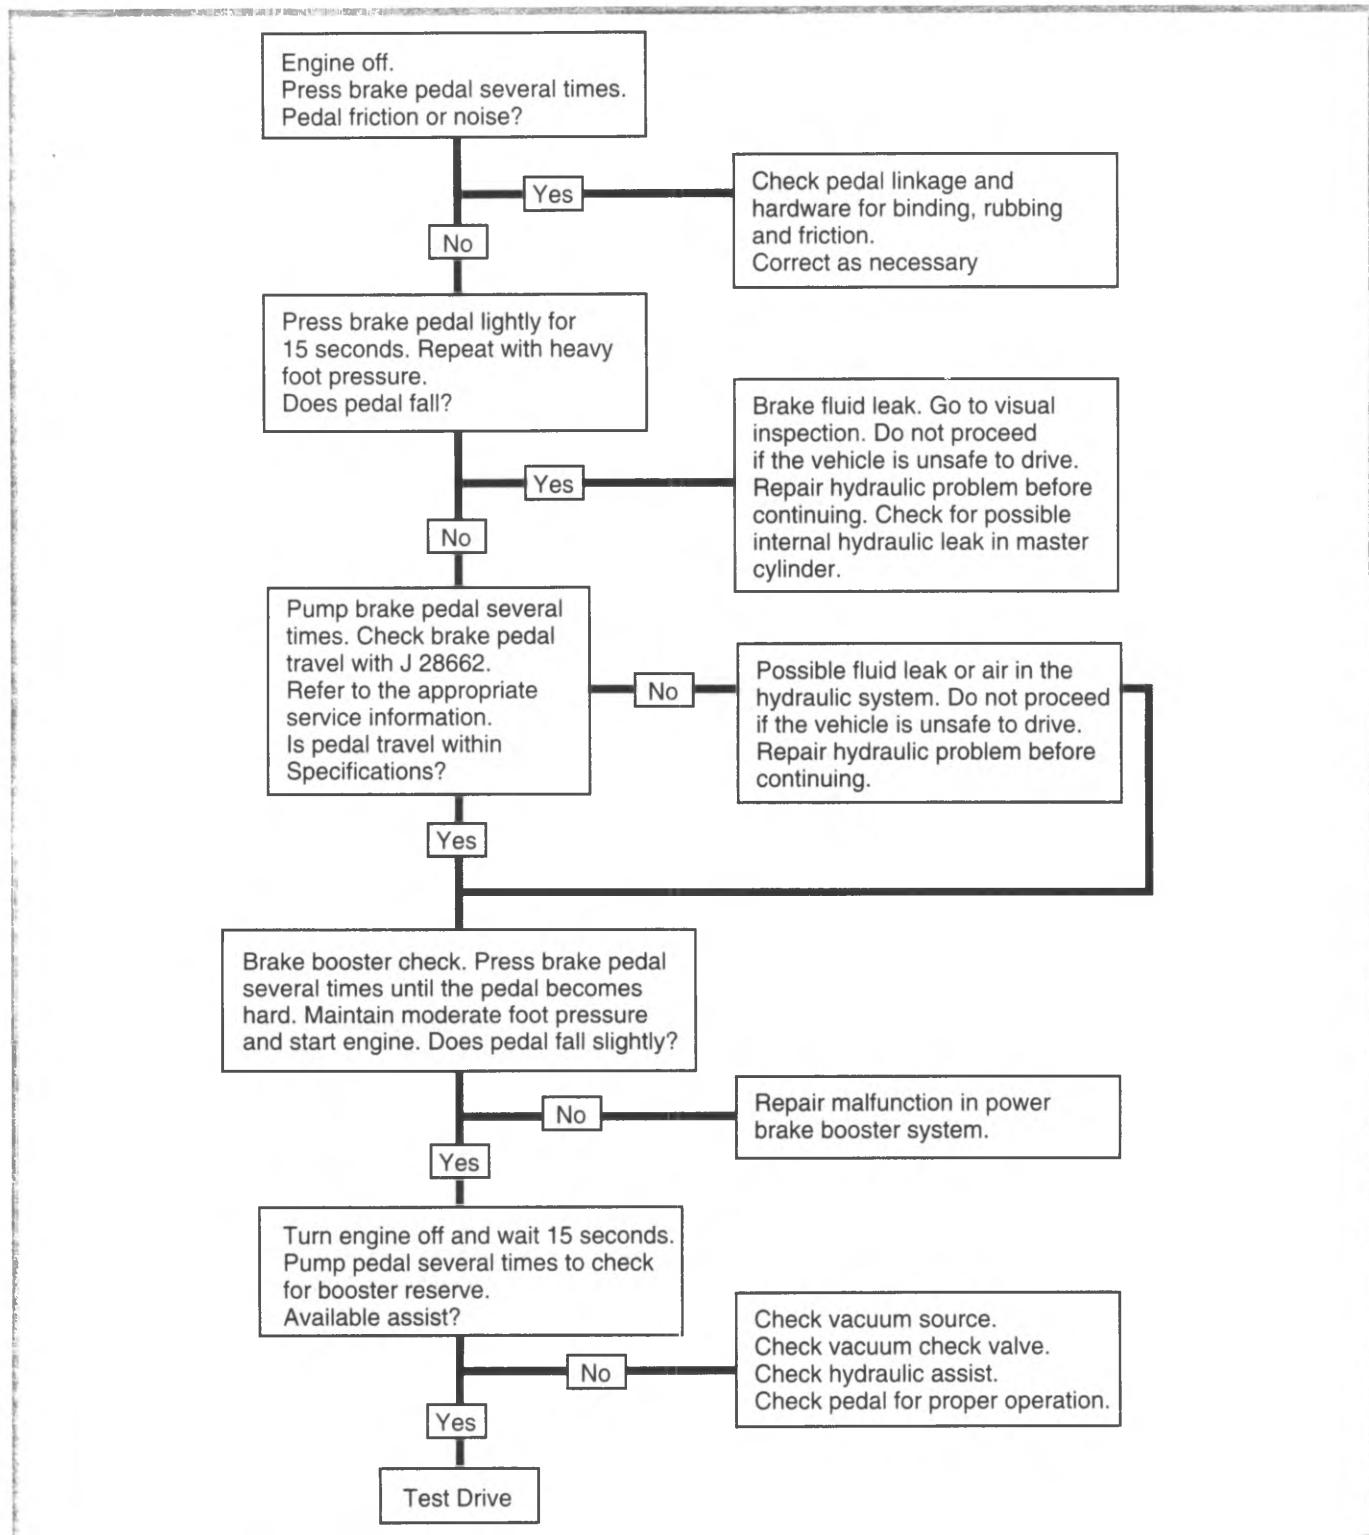 Engine off.
Press brake pedal several times.
Pedal friction or noise?
Yes
Check pedal linkage and
hardware for binding, rubbing
and friction.
Correct as necessary
No
Press brake pedal lightly for
15 seconds. Repeat with heavy
foot pressure.
Does pedal fall?
Yes
Brake fluid leak. Go to visual
inspection. Do not proceed
if the vehicle is unsafe to drive.
Repair hydraulic problem before
continuing. Check for possible
internal hydraulic leak in master
cylinder.
No
Pump brake pedal several
times. Check brake pedal
travel with J 28662.
Refer to the appropriate
service information.
Is pedal travel within
Specifications?
No
Possible fluid leak or air in the
hydraulic system. Do not proceed
if the vehicle is unsafe to drive.
Repair hydraulic problem before
continuing.
Yes
Brake booster check. Press brake pedal
several times until the pedal becomes
hard. Maintain moderate foot pressure
and start engine. Does pedal fall slightly?
No
Repair malfunction in power
brake booster system.
Yes
Turn engine off and wait 15 seconds.
Pump pedal several times to check
for booster reserve.
Available assist?
No
Check vacuum source.
Check vacuum check valve.
Check hydraulic assist.
Check pedal for proper operation.
Yes
Test Drive